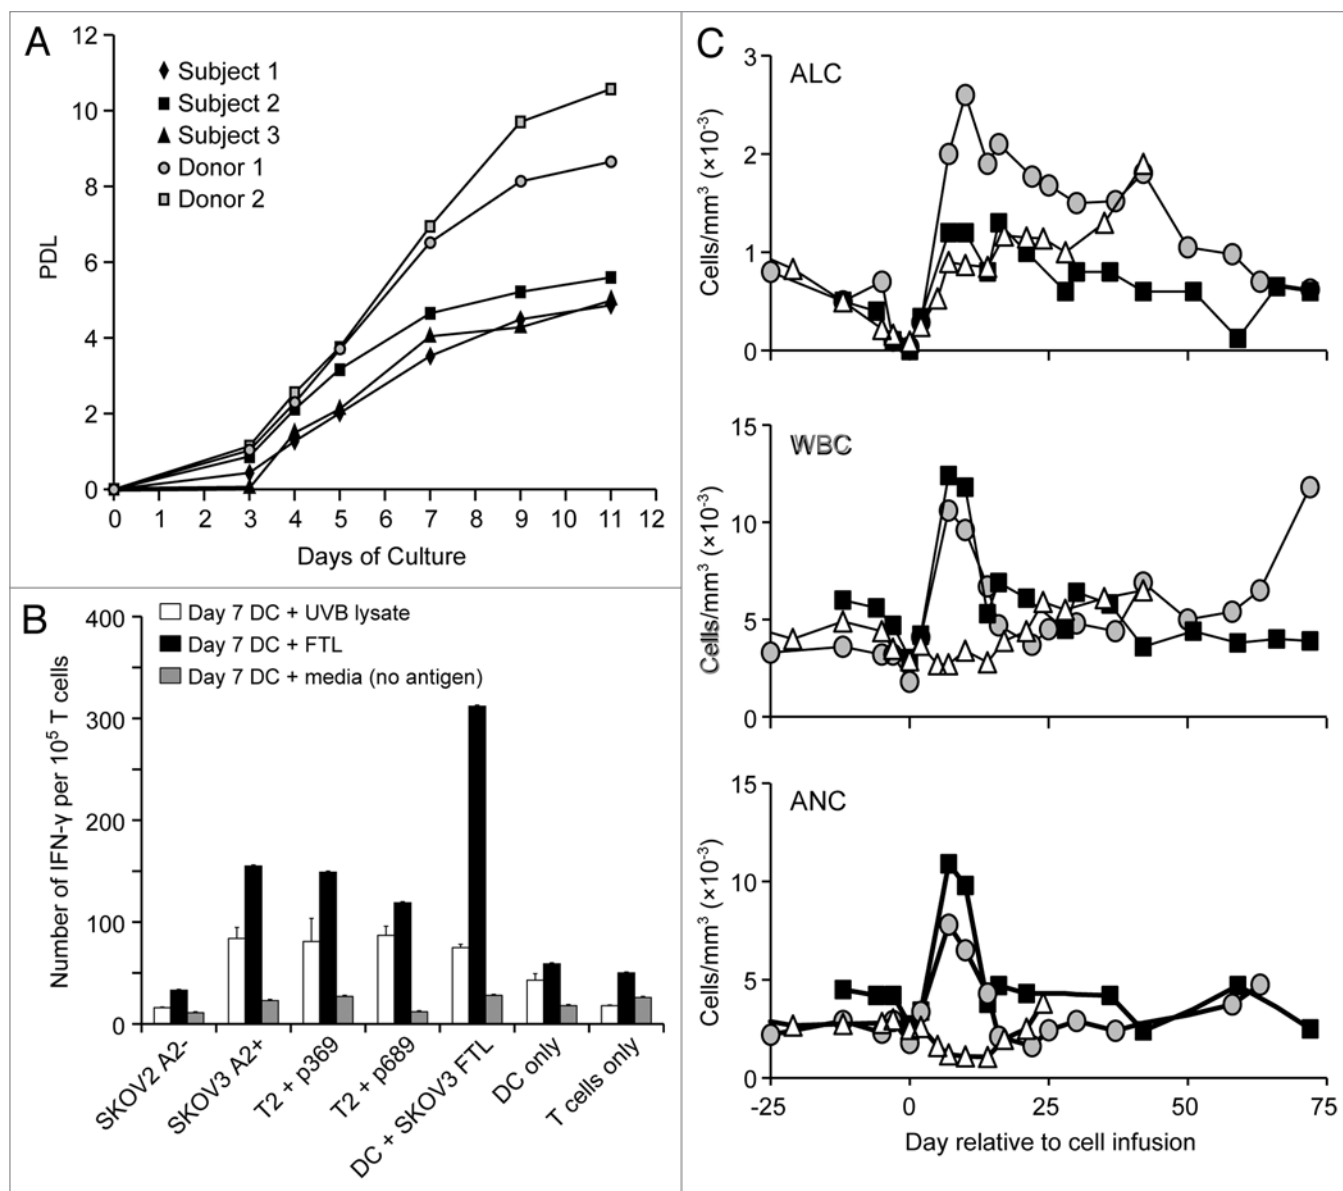 A
12
10
8
6
4
2
0
PDL
Subject 1
Subject 2
Subject 3
Donor 1
Donor 2
0 1 2 3 4 5 6 7 8 9 10 11 12
Days of Culture
B
400
300
200
100
0
Number of IFN-γ per 10⁵ T cells
Day 7 DC + UVB lysate
Day 7 DC + FTL
Day 7 DC + media (no antigen)
SKOV2 A2-
SKOV3 A2+
T2 + p369
T2 + p689
DC + SKOV3 FTL
DC only
T cells only
C
ALC
3
2
1
0
Cells/mm³ (×10⁻³)
WBC
15
10
5
0
Cells/mm³ (×10⁻³)
ANC
15
10
5
0
Cells/mm³ (×10⁻³)
-25 0 25 50 75
Day relative to cell infusion